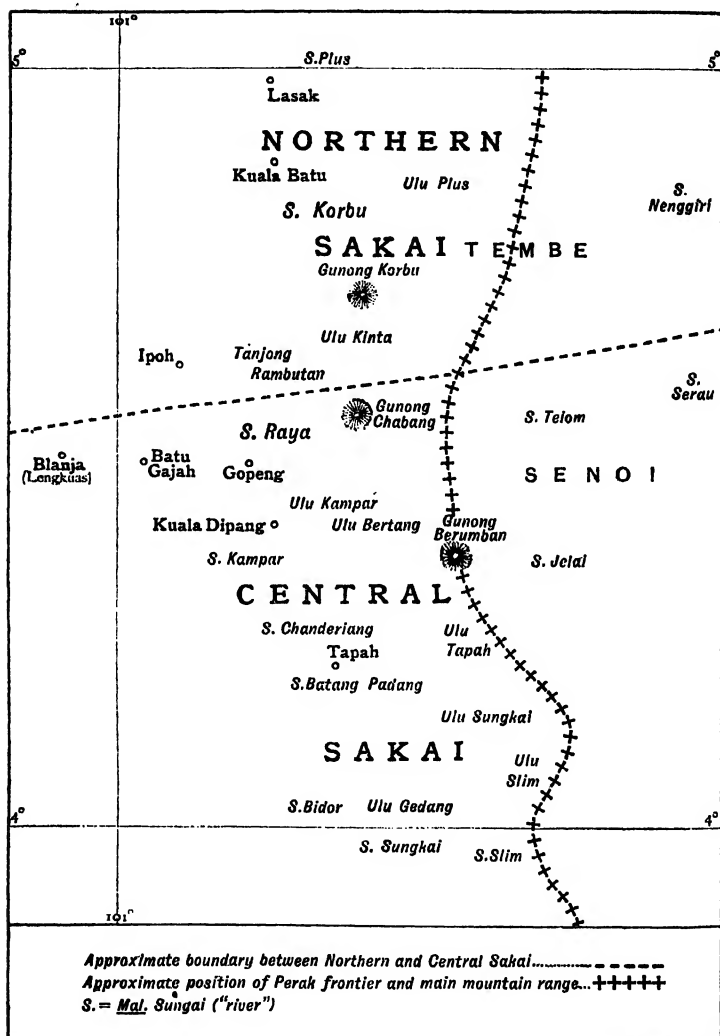 101°
5° 5°
S. Plus
Lasak
NORTHERN
Kuala Batu
Ulu Plus
S.
Nenggiri
S. Korbu
SAKAI TEMBE
Gunong Korbu
Ulu Kinta
Ipoh
Tanjong
Rambutan
S.
Serau
Gunong
Chabang
S. Telom
S. Raya
Blanja
(Lengkuas)
Batu
Gajah
Gopeng
SENOI
Ulu Kampar
Kuala Dipang
Ulu Bertang
Gunong
Berumban
S. Kampar
S. Jelai
CENTRAL
S. Chanderiang
Ulu
Tapah
Tapah
S. Batang Padang
Ulu Sungkai
SAKAI
Ulu
Slim
S. Bidor Ulu Gedang
4° 4°
S. Sungkai
S. Slim
101°
Approximate boundary between Northern and Central Sakai............
Approximate position of Perak frontier and main mountain range...+++++
S. = Mal. Sungai ("river")